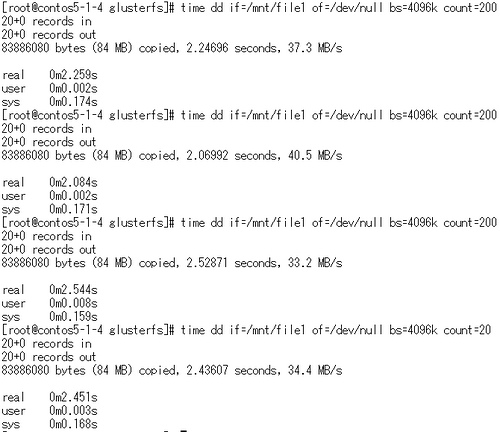 [root@contos5-1-4 glusterfs]# time dd if=/mnt/file1 of=/dev/null bs=4096k count=200
20+0 records in
20+0 records out
83886080 bytes (84 MB) copied, 2.24696 seconds, 37.3 MB/s
real 0m2.259s
user 0m0.002s
sys 0m0.174s
[root@contos5-1-4 glusterfs]# time dd if=/mnt/file1 of=/dev/null bs=4096k count=200
20+0 records in
20+0 records out
83886080 bytes (84 MB) copied, 2.06992 seconds, 40.5 MB/s
real 0m2.084s
user 0m0.002s
sys 0m0.171s
[root@contos5-1-4 glusterfs]# time dd if=/mnt/file1 of=/dev/null bs=4096k count=200
20+0 records in
20+0 records out
83886080 bytes (84 MB) copied, 2.52871 seconds, 33.2 MB/s
real 0m2.544s
user 0m0.008s
sys 0m0.159s
[root@contos5-1-4 glusterfs]# time dd if=/mnt/file1 of=/dev/null bs=4096k count=20
20+0 records in
20+0 records out
83886080 bytes (84 MB) copied, 2.43607 seconds, 34.4 MB/s
real 0m2.451s
user 0m0.003s
sys 0m0.168s